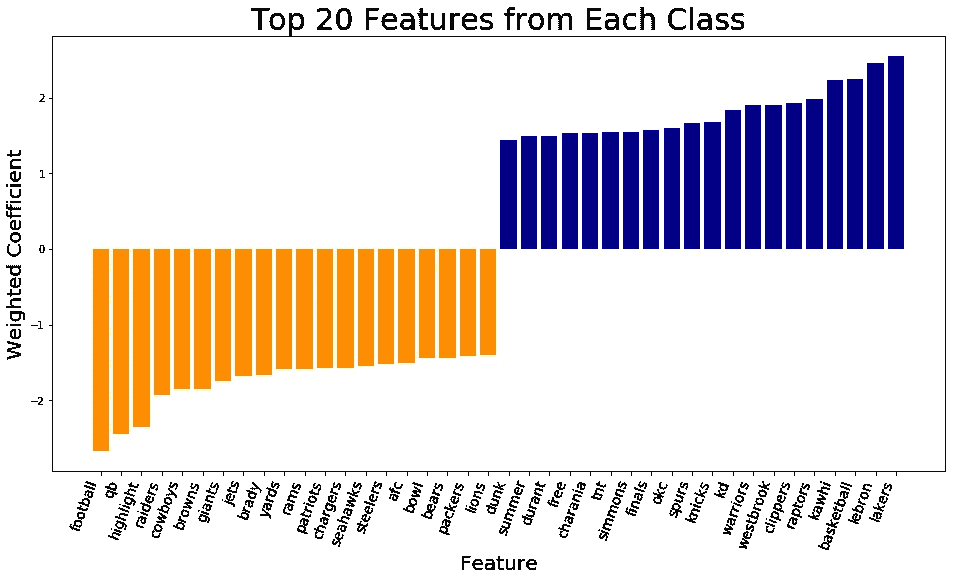 Top 20 Features from Each Class
Weighted Coefficient
2
1
0
−1
−2
football
qb
highlight
raiders
cowboys
browns
giants
jets
brady
yards
rams
patriots
chargers
seahawks
steelers
afc
bowl
bears
packers
lions
dunk
summer
durant
free
charania
tnt
simmons
finals
okc
spurs
knicks
kd
warriors
westbrook
clippers
raptors
kawhi
basketball
lebron
lakers
Feature